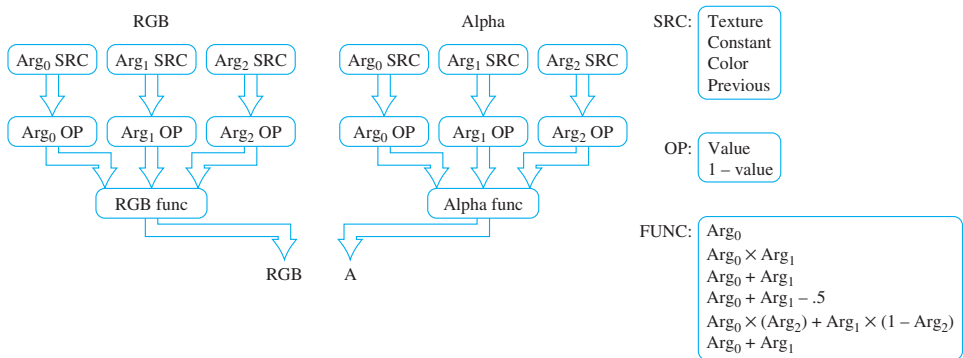 RGB
Arg₀ SRC Arg₁ SRC Arg₂ SRC
Arg₀ OP Arg₁ OP Arg₂ OP
RGB func
RGB
Alpha
Arg₀ SRC Arg₁ SRC Arg₂ SRC
Arg₀ OP Arg₁ OP Arg₂ OP
Alpha func
A
SRC: Texture
Constant
Color
Previous
OP: Value
1 – value
FUNC: Arg₀
Arg₀ × Arg₁
Arg₀ + Arg₁
Arg₀ + Arg₁ – .5
Arg₀ × (Arg₂) + Arg₁ × (1 – Arg₂)
Arg₀ + Arg₁